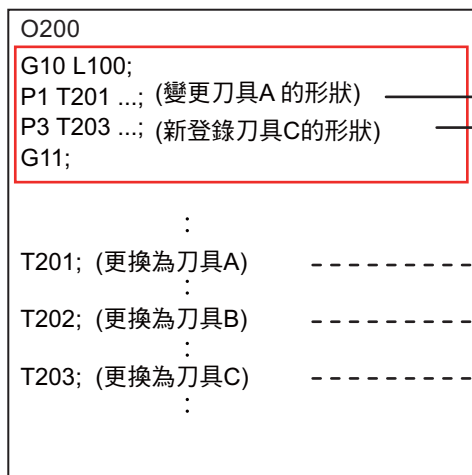 O200
G10 L100;
P1 T201 ...; (變更刀具A 的形狀)
P3 T203 ...; (新登錄刀具C的形狀)
G11;
:
T201; (更換為刀具A)
:
T202; (更換為刀具B)
:
T203; (更換為刀具C)
: